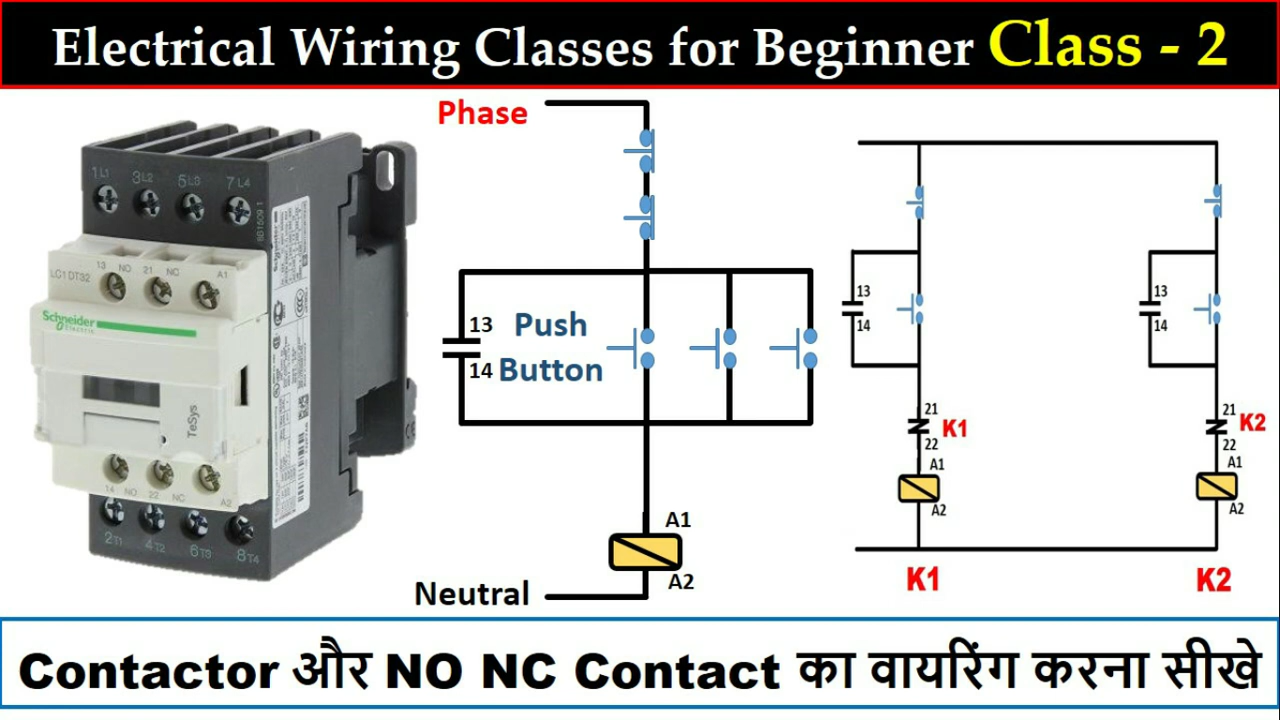 Electrical Wiring Classes for Beginner Class - 2
Phase
1L1 3L2 5L3 7L4
13 NO 21 NC A1
LC1DT32
Schneider
Electric
TeSys
14 NO 22 NC A2
2T1 4T2 6T3 8T4
13
14
Push
Button
A1
A2
Neutral
13
14
21
22
K1
A1
A2
K1
13
14
21
22
K2
A1
A2
K2
Contactor और NO NC Contact का वायरिंग करना सीखे